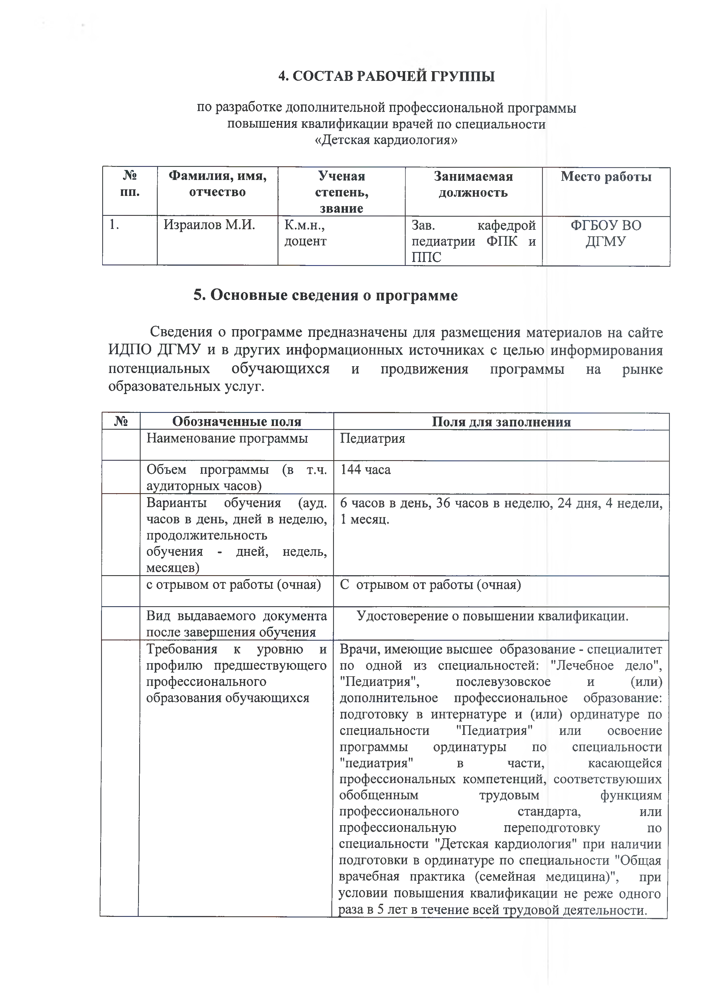 4. СОСТАВ РАБОЧЕЙ ГРУППЫ
по разработке дополнительной профессиональной программы
повышения квалификации врачей по специальности
«Детская кардиология»
№
пп.
Фамилия, имя,
отчество
Ученая
степень,
звание
Занимаемая
должность
Место работы
1.
Израилов М.И.
К.м.н.,
доцент
Зав. кафедрой
педиатрии ФПК и
ППС
ФГБОУ ВО
ДГМУ
5. Основные сведения о программе
Сведения о программе предназначены для размещения материалов на сайте
ИДПО ДГМУ и в других информационных источниках с целью информирования
потенциальных обучающихся и продвижения программы на рынке
образовательных услуг.
№
Обозначенные поля
Поля для заполнения
Наименование программы
Педиатрия
Объем программы (в т.ч.
аудиторных часов)
144 часа
Варианты обучения (ауд.
часов в день, дней в неделю,
продолжительность
обучения - дней, недель,
месяцев)
6 часов в день, 36 часов в неделю, 24 дня, 4 недели,
1 месяц.
с отрывом от работы (очная)
С отрывом от работы (очная)
Вид выдаваемого документа
после завершения обучения
Удостоверение о повышении квалификации.
Требования к уровню и
профилю предшествующего
профессионального
образования обучающихся
Врачи, имеющие высшее образование - специалитет
по одной из специальностей: "Лечебное дело",
"Педиатрия", послевузовское и (или)
дополнительное профессиональное образование:
подготовку в интернатуре и (или) ординатуре по
специальности "Педиатрия" или освоение
программы ординатуры по специальности
"педиатрия" в части, касающейся
профессиональных компетенций, соответствующих
обобщенным трудовым функциям
профессионального стандарта, или
профессиональную переподготовку по
специальности "Детская кардиология" при наличии
подготовки в ординатуре по специальности "Общая
врачебная практика (семейная медицина)", при
условии повышения квалификации не реже одного
раза в 5 лет в течение всей трудовой деятельности.